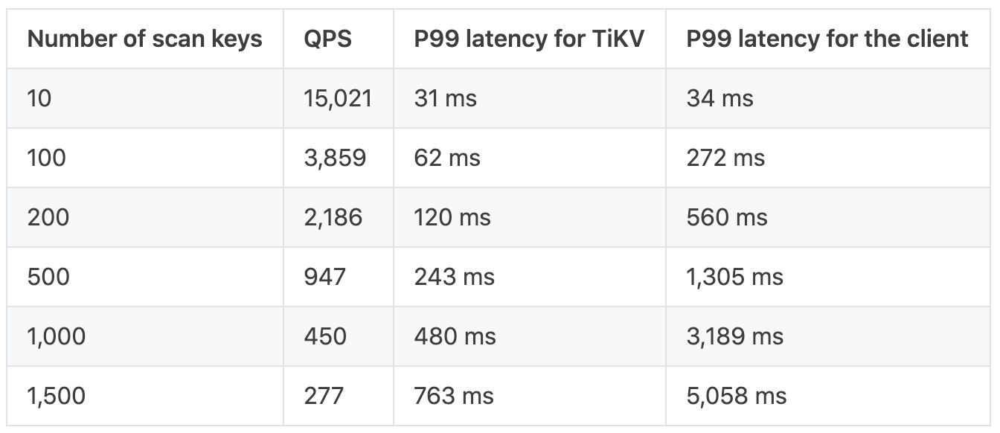 Number of scan keys QPS P99 latency for TiKV P99 latency for the client
10 15,021 31 ms 34 ms
100 3,859 62 ms 272 ms
200 2,186 120 ms 560 ms
500 947 243 ms 1,305 ms
1,000 450 480 ms 3,189 ms
1,500 277 763 ms 5,058 ms